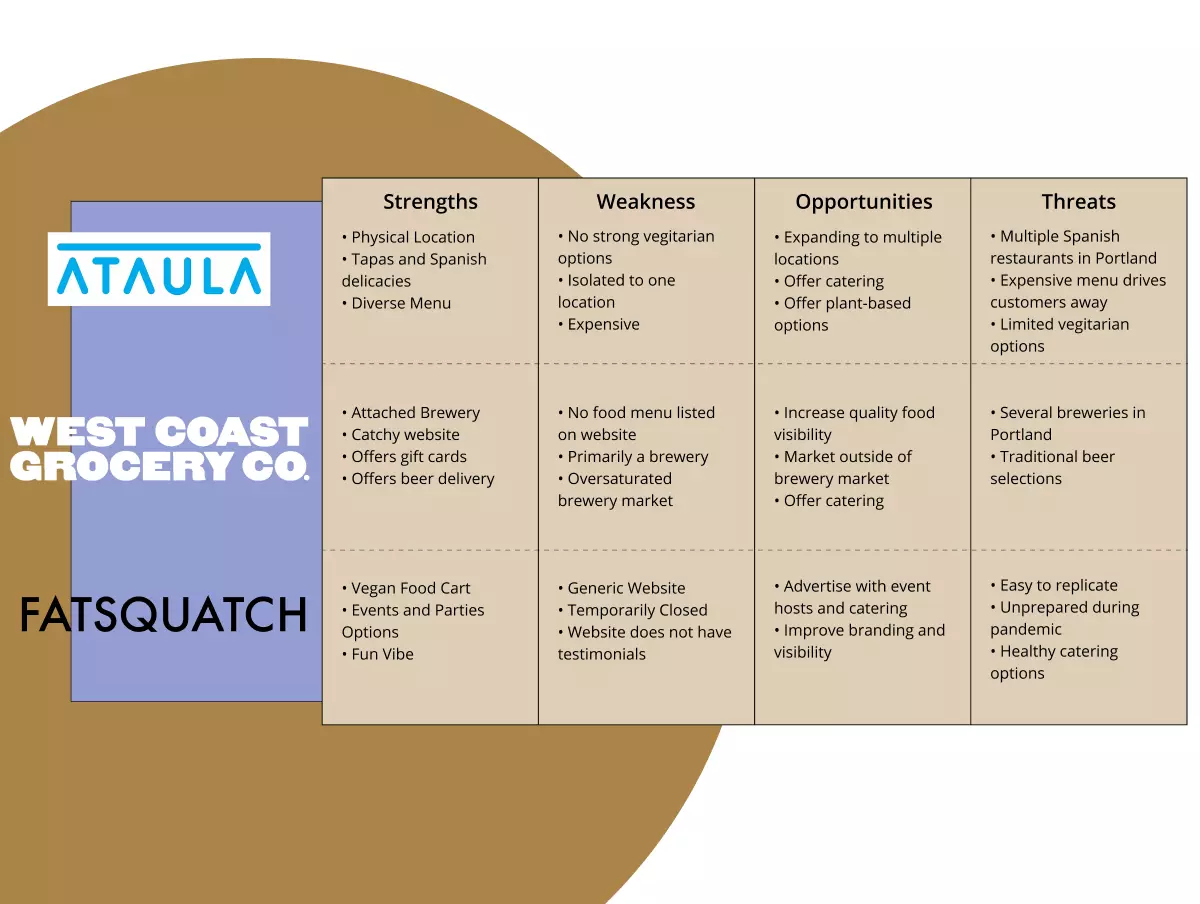 Strengths
Weakness
Opportunities
Threats
ATAULA
• Physical Location
• Tapas and Spanish
delicacies
• Diverse Menu
• No strong vegitarian
options
• Isolated to one
location
• Expensive
• Expanding to multiple
locations
• Offer catering
• Offer plant-based
options
• Multiple Spanish
restaurants in Portland
• Expensive menu drives
customers away
• Limited vegitarian
options
WEST COAST
GROCERY CO.
• Attached Brewery
• Catchy website
• Offers gift cards
• Offers beer delivery
• No food menu listed
on website
• Primarily a brewery
• Oversaturated
brewery market
• Increase quality food
visibility
• Market outside of
brewery market
• Offer catering
• Several breweries in
Portland
• Traditional beer
selections
FATSQUATCH
• Vegan Food Cart
• Events and Parties
Options
• Fun Vibe
• Generic Website
• Temporarily Closed
• Website does not have
testimonials
• Advertise with event
hosts and catering
• Improve branding and
visibility
• Easy to replicate
• Unprepared during
pandemic
• Healthy catering
options